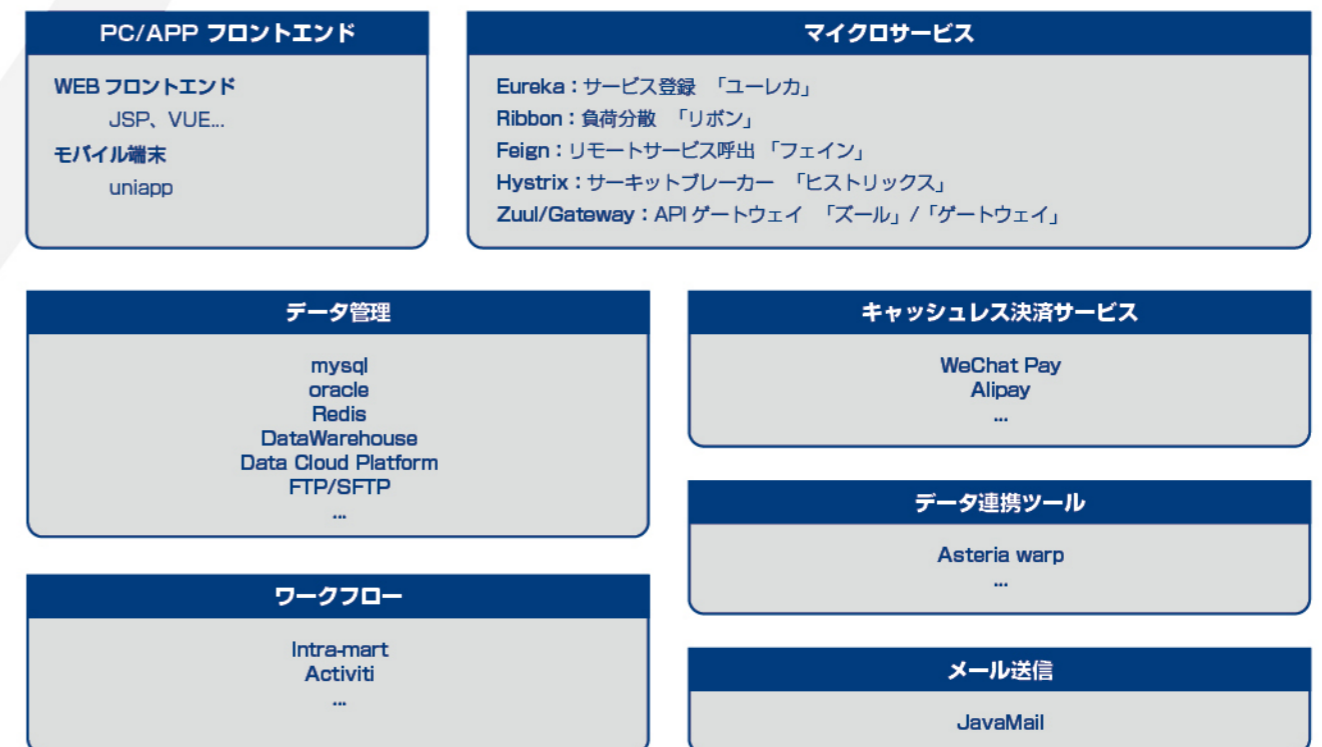 PC/APP フロントエンド
WEB フロントエンド
JSP、VUE...
モバイル端末
uniapp
マイクロサービス
Eureka：サービス登録 「ユーレカ」
Ribbon：負荷分散 「リボン」
Feign：リモートサービス呼出 「フェイン」
Hystrix：サーキットブレーカー 「ヒストリックス」
Zuul/Gateway：API ゲートウェイ 「ズール」/「ゲートウェイ」
データ管理
mysql
oracle
Redis
DataWarehouse
Data Cloud Platform
FTP/SFTP
...
キャッシュレス決済サービス
WeChat Pay
Alipay
...
データ連携ツール
Asteria warp
...
ワークフロー
Intra-mart
Activiti
...
メール送信
JavaMail